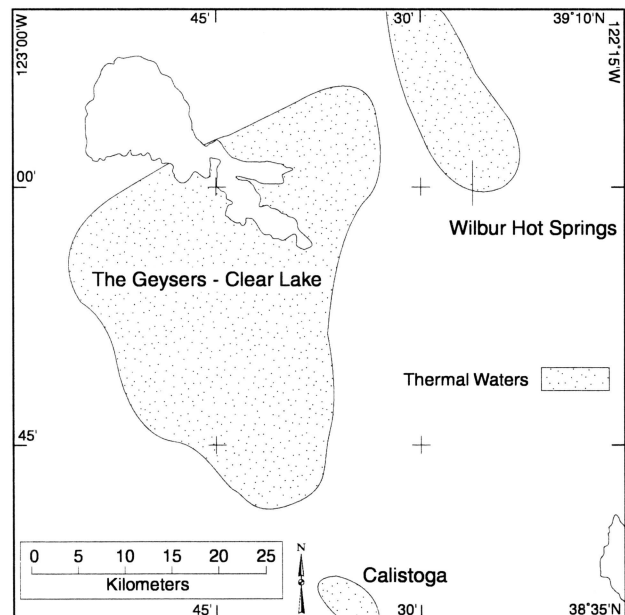 123°00'W
45'
30'
39°10'N
122°15'W
00'
Wilbur Hot Springs
The Geysers - Clear Lake
Thermal Waters
45'
0 5 10 15 20 25
Kilometers
N
Calistoga
45'
30'
38°35'N